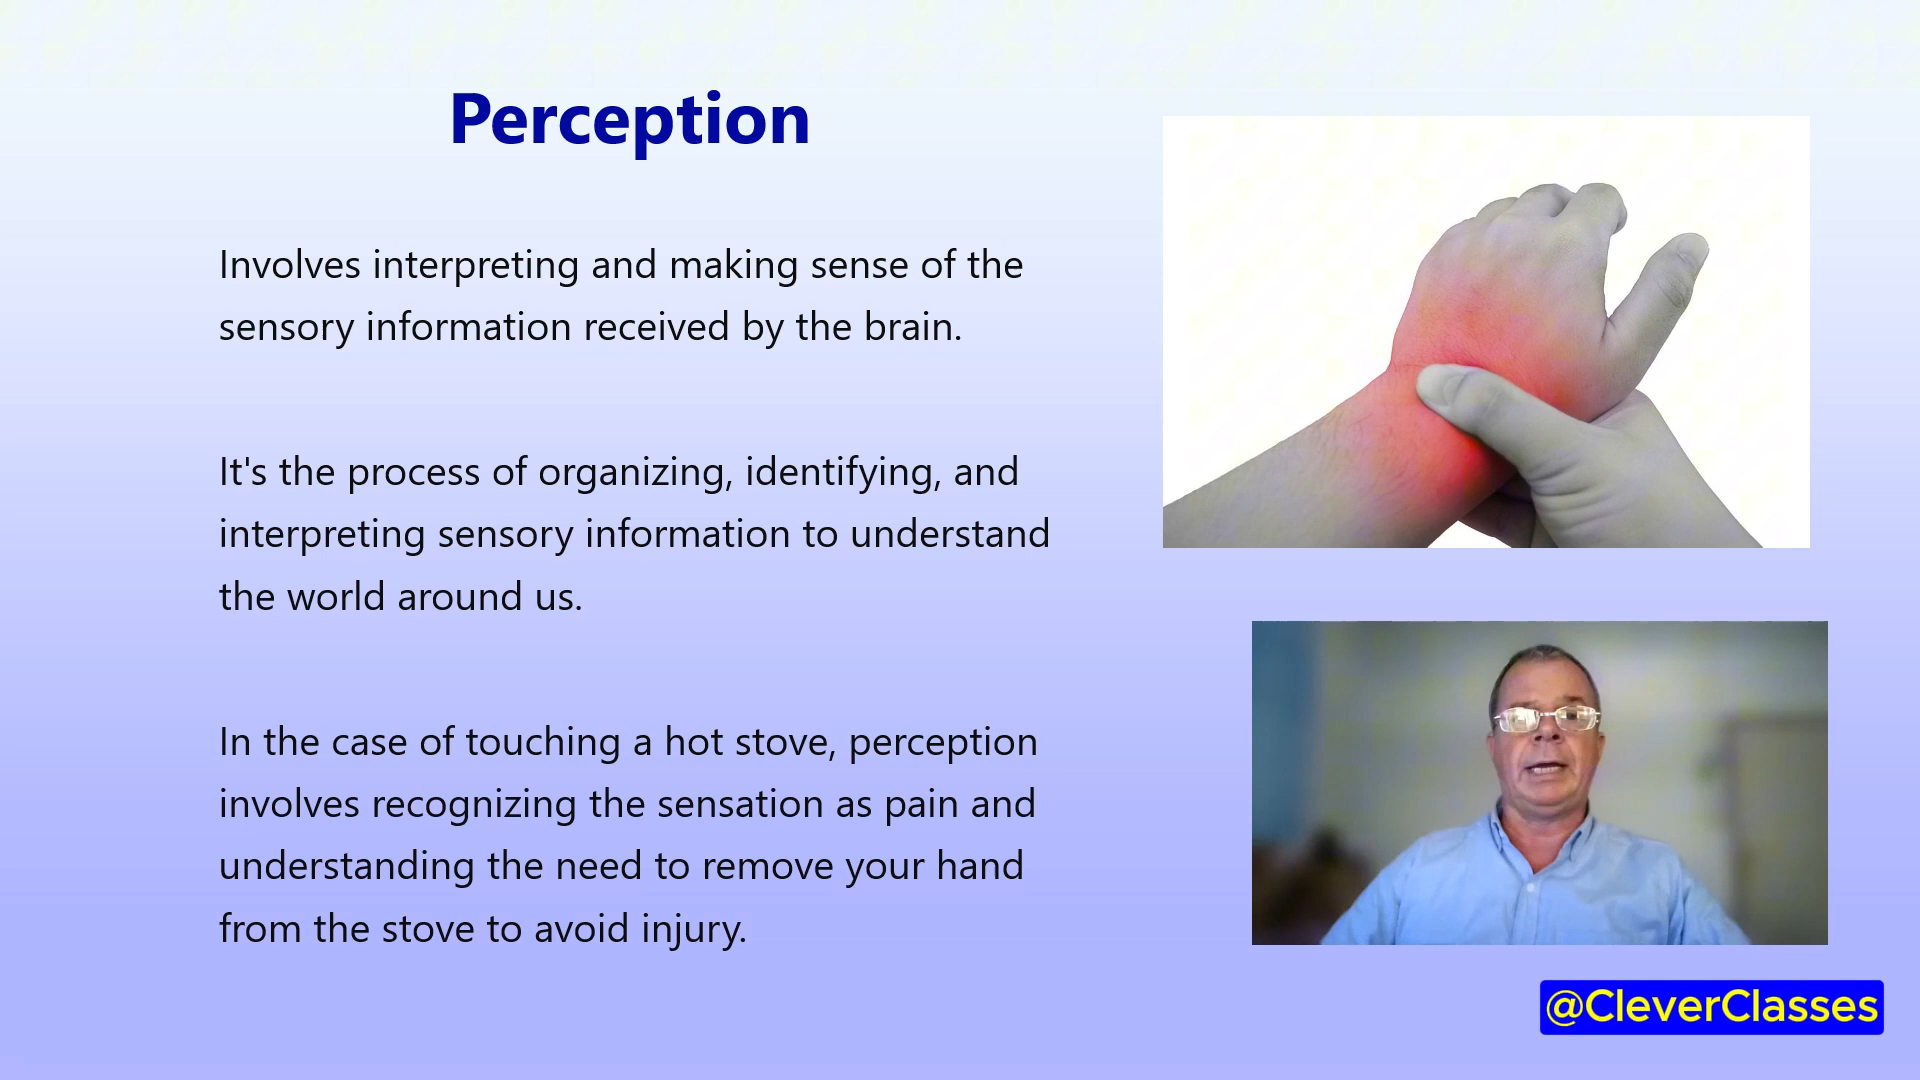 Perception
Involves interpreting and making sense of the
sensory information received by the brain.
It's the process of organizing, identifying, and
interpreting sensory information to understand
the world around us.
In the case of touching a hot stove, perception
involves recognizing the sensation as pain and
understanding the need to remove your hand
from the stove to avoid injury.
@CleverClasses